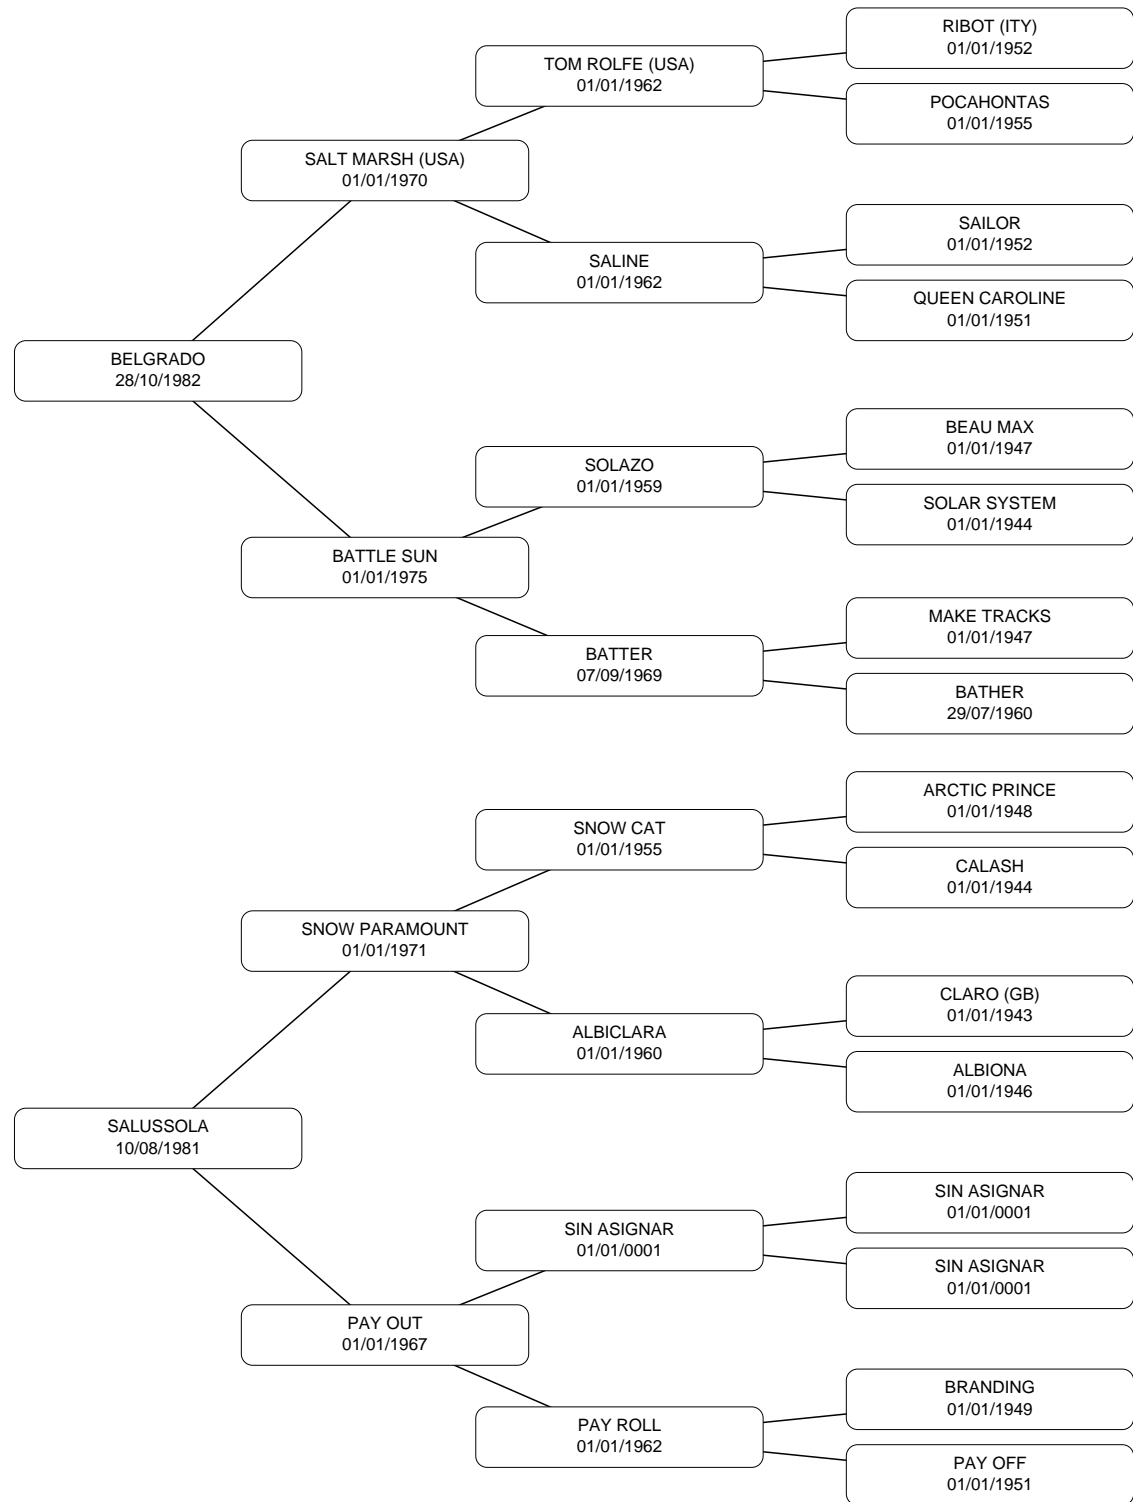 RIBOT (ITY)
01/01/1952
TOM ROLFE (USA)
01/01/1962
POCAHONTAS
01/01/1955
SALT MARSH (USA)
01/01/1970
SAILOR
01/01/1952
SALINE
01/01/1962
QUEEN CAROLINE
01/01/1951
BELGRADO
28/10/1982
BEAU MAX
01/01/1947
SOLAZO
01/01/1959
SOLAR SYSTEM
01/01/1944
BATTLE SUN
01/01/1975
MAKE TRACKS
01/01/1947
BATTER
07/09/1969
BATHER
29/07/1960
ARCTIC PRINCE
01/01/1948
SNOW CAT
01/01/1955
CALASH
01/01/1944
SNOW PARAMOUNT
01/01/1971
CLARO (GB)
01/01/1943
ALBICLARA
01/01/1960
ALBIONA
01/01/1946
SALUSSOLA
10/08/1981
SIN ASIGNAR
01/01/0001
SIN ASIGNAR
01/01/0001
SIN ASIGNAR
01/01/0001
PAY OUT
01/01/1967
BRANDING
01/01/1949
PAY ROLL
01/01/1962
PAY OFF
01/01/1951